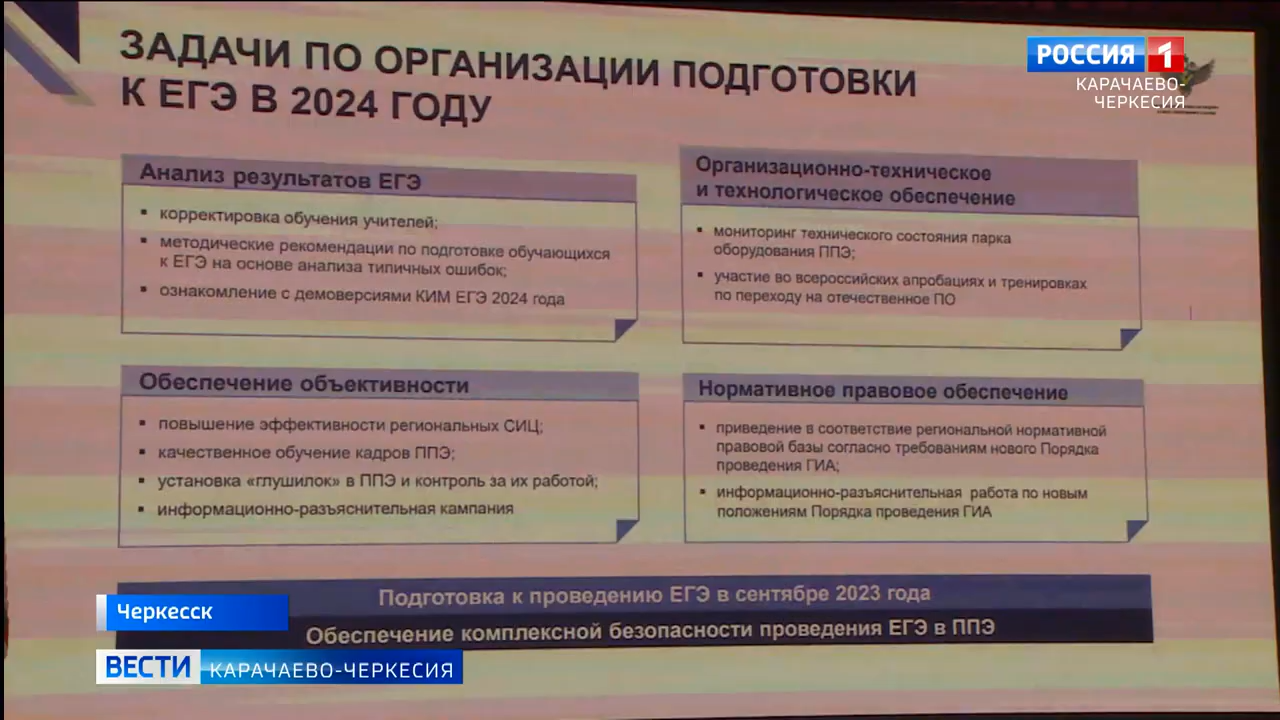 ЗАДАЧИ ПО ОРГАНИЗАЦИИ ПОДГОТОВКИ
К ЕГЭ В 2024 ГОДУ
РОССИЯ 1
КАРАЧАЕВО-
ЧЕРКЕСИЯ
Анализ результатов ЕГЭ
▪ корректировка обучения учителей;
▪ методические рекомендации по подготовке обучающихся
к ЕГЭ на основе анализа типичных ошибок;
▪ ознакомление с демоверсиями КИМ ЕГЭ 2024 года
Организационно-техническое
и технологическое обеспечение
▪ мониторинг технического состояния парка
оборудования ППЭ;
▪ участие во всероссийских апробациях и тренировках
по переходу на отечественное ПО
Обеспечение объективности
▪ повышение эффективности региональных СИЦ;
▪ качественное обучение кадров ППЭ;
▪ установка «глушилок» в ППЭ и контроль за их работой;
▪ информационно-разъяснительная кампания
Нормативное правовое обеспечение
▪ приведение в соответствие региональной нормативной
правовой базы согласно требованиям нового Порядка
проведения ГИА;
▪ информационно-разъяснительная работа по новым
положениям Порядка проведения ГИА
Подготовка к проведению ЕГЭ в сентябре 2023 года
Обеспечение комплексной безопасности проведения ЕГЭ в ППЭ
Черкесск
ВЕСТИ КАРАЧАЕВО-ЧЕРКЕСИЯ